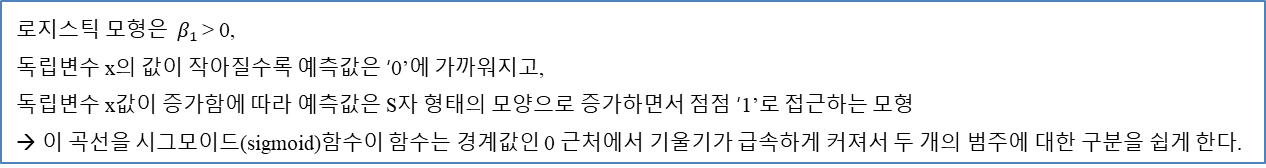 로지스틱 모형은 β₁ > 0,
독립변수 x의 값이 작아질수록 예측값은 ′0’에 가까워지고,
독립변수 x값이 증가함에 따라 예측값은 S자 형태의 모양으로 증가하면서 점점 ′1’로 접근하는 모형
→ 이 곡선을 시그모이드(sigmoid)함수이 함수는 경계값인 0 근처에서 기울기가 급속하게 커져서 두 개의 범주에 대한 구분을 쉽게 한다.